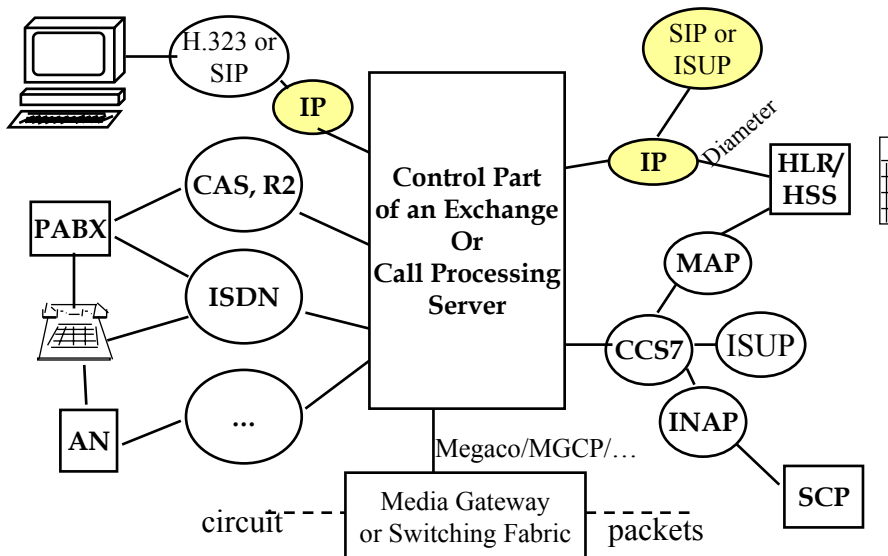 H.323 or
SIP
IP
SIP or
ISUP
IP
Diameter
HLR/
HSS
CAS, R2
PABX
Control Part
of an Exchange
Or
Call Processing
Server
MAP
ISDN
CCS7
ISUP
...
AN
INAP
Megaco/MGCP/…
SCP
circuit
Media Gateway
or Switching Fabric
packets